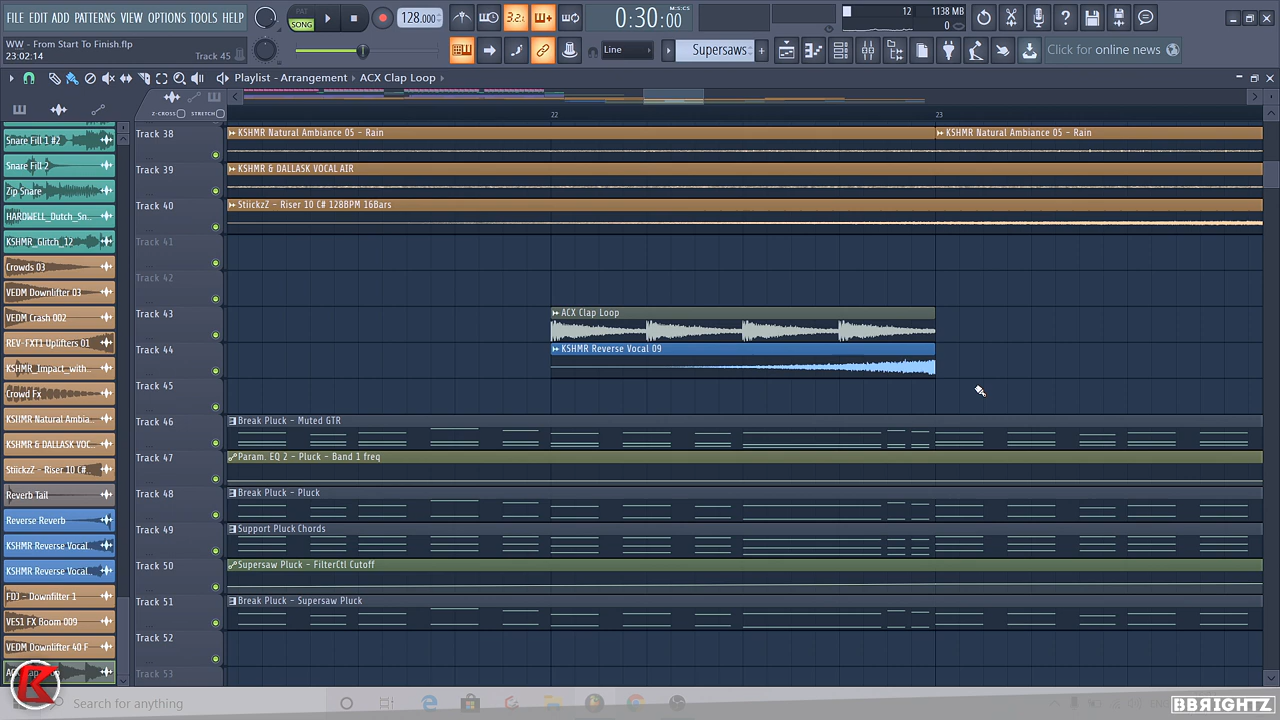 FILE EDIT ADD PATTERNS VIEW OPTIONS TOOLS HELP
PAT
SONG
128.000
3.2.
0:30:00
M:S:CS
12
1138 MB
0
WW - From Start To Finish.flp
23:02:14
Track 45
Line
Supersaws
Click for online news
Playlist - Arrangement
ACX Clap Loop
Z-CROSS
STRETCH
22
23
Snare Fill 1 #2
Snare Fill 2
Zip Snare
HARDWELL_Dutch_Sn..
KSHMR_Glitch_12
Crowds 03
VEDM Downlifter 03
VEDM Crash 002
REV-FXT1 Uplifters 01
KSHMR_Impact_with..
Crowd Fx
KSHMR Natural Ambia..
KSHMR & DALLASK VOC..
StiickzZ - Riser 10 C#..
Reverb Tail
Reverse Reverb
KSHMR Reverse Vocal..
KSHMR Reverse Vocal..
FDJ - Downfilter 1
VES1 FX Boom 009
VEDM Downlifter 40 F
Track 38
KSHMR Natural Ambiance 05 - Rain
KSHMR Natural Ambiance 05 - Rain
Track 39
KSHMR & DALLASK VOCAL AIR
Track 40
StiickzZ - Riser 10 C# 128BPM 16Bars
Track 41
Track 42
Track 43
ACX Clap Loop
Track 44
KSHMR Reverse Vocal 09
Track 45
Track 46
Break Pluck - Muted GTR
Track 47
Param. EQ 2 - Pluck - Band 1 freq
Track 48
Break Pluck - Pluck
Track 49
Support Pluck Chords
Track 50
Supersaw Pluck - FilterCtl Cutoff
Track 51
Break Pluck - Supersaw Pluck
Track 52
Track 53
K
Search for anything
BBRIGHTZ